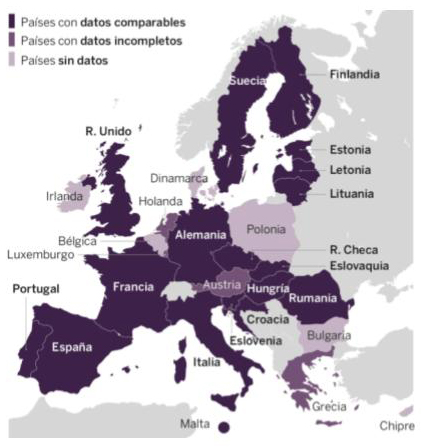 Países con datos comparables
Países con datos incompletos
Países sin datos
Suecia
Finlandia
R. Unido
Estonia
Letonia
Dinamarca
Lituania
Irlanda
Holanda
Polonia
Bélgica
Alemania
Luxemburgo
R. Checa
Eslovaquia
Portugal
Francia
Austria
Hungría
Rumania
Croacia
España
Eslovenia
Bulgaria
Italia
Grecia
Malta
Chipre